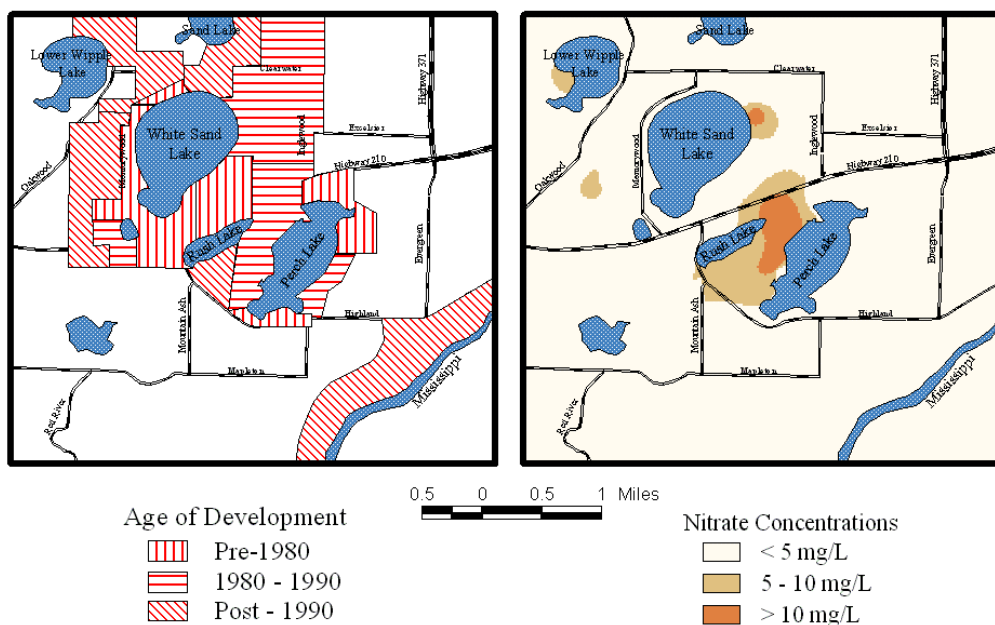 Sand Lake
Lower Wipple
Lake
Clearwater
Highway 371
White Sand
Lake
Memorywood
Inglewood
Excelsior
Highway 210
Oakwood
Rush Lake
Perch Lake
Evergreen
Mountain Ash
Highland
Mapleton
Red River
Mississippi
Sand Lake
Lower Wipple
Lake
Clearwater
Highway 371
White Sand
Lake
Memorywood
Inglewood
Excelsior
Highway 210
Oakwood
Rush Lake
Perch Lake
Evergreen
Mountain Ash
Highland
Mapleton
Red River
Mississippi
0.5 0 0.5 1 Miles
Age of Development
Pre-1980
1980 - 1990
Post - 1990
Nitrate Concentrations
< 5 mg/L
5 - 10 mg/L
> 10 mg/L